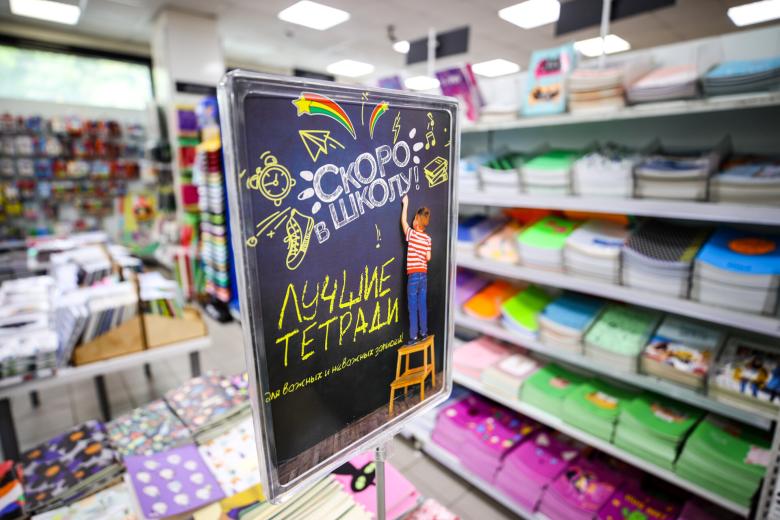 СКОРО
в ШКОЛУ!
ЛУЧШИЕ
ТЕТРАДИ
для важных и неважных записей!